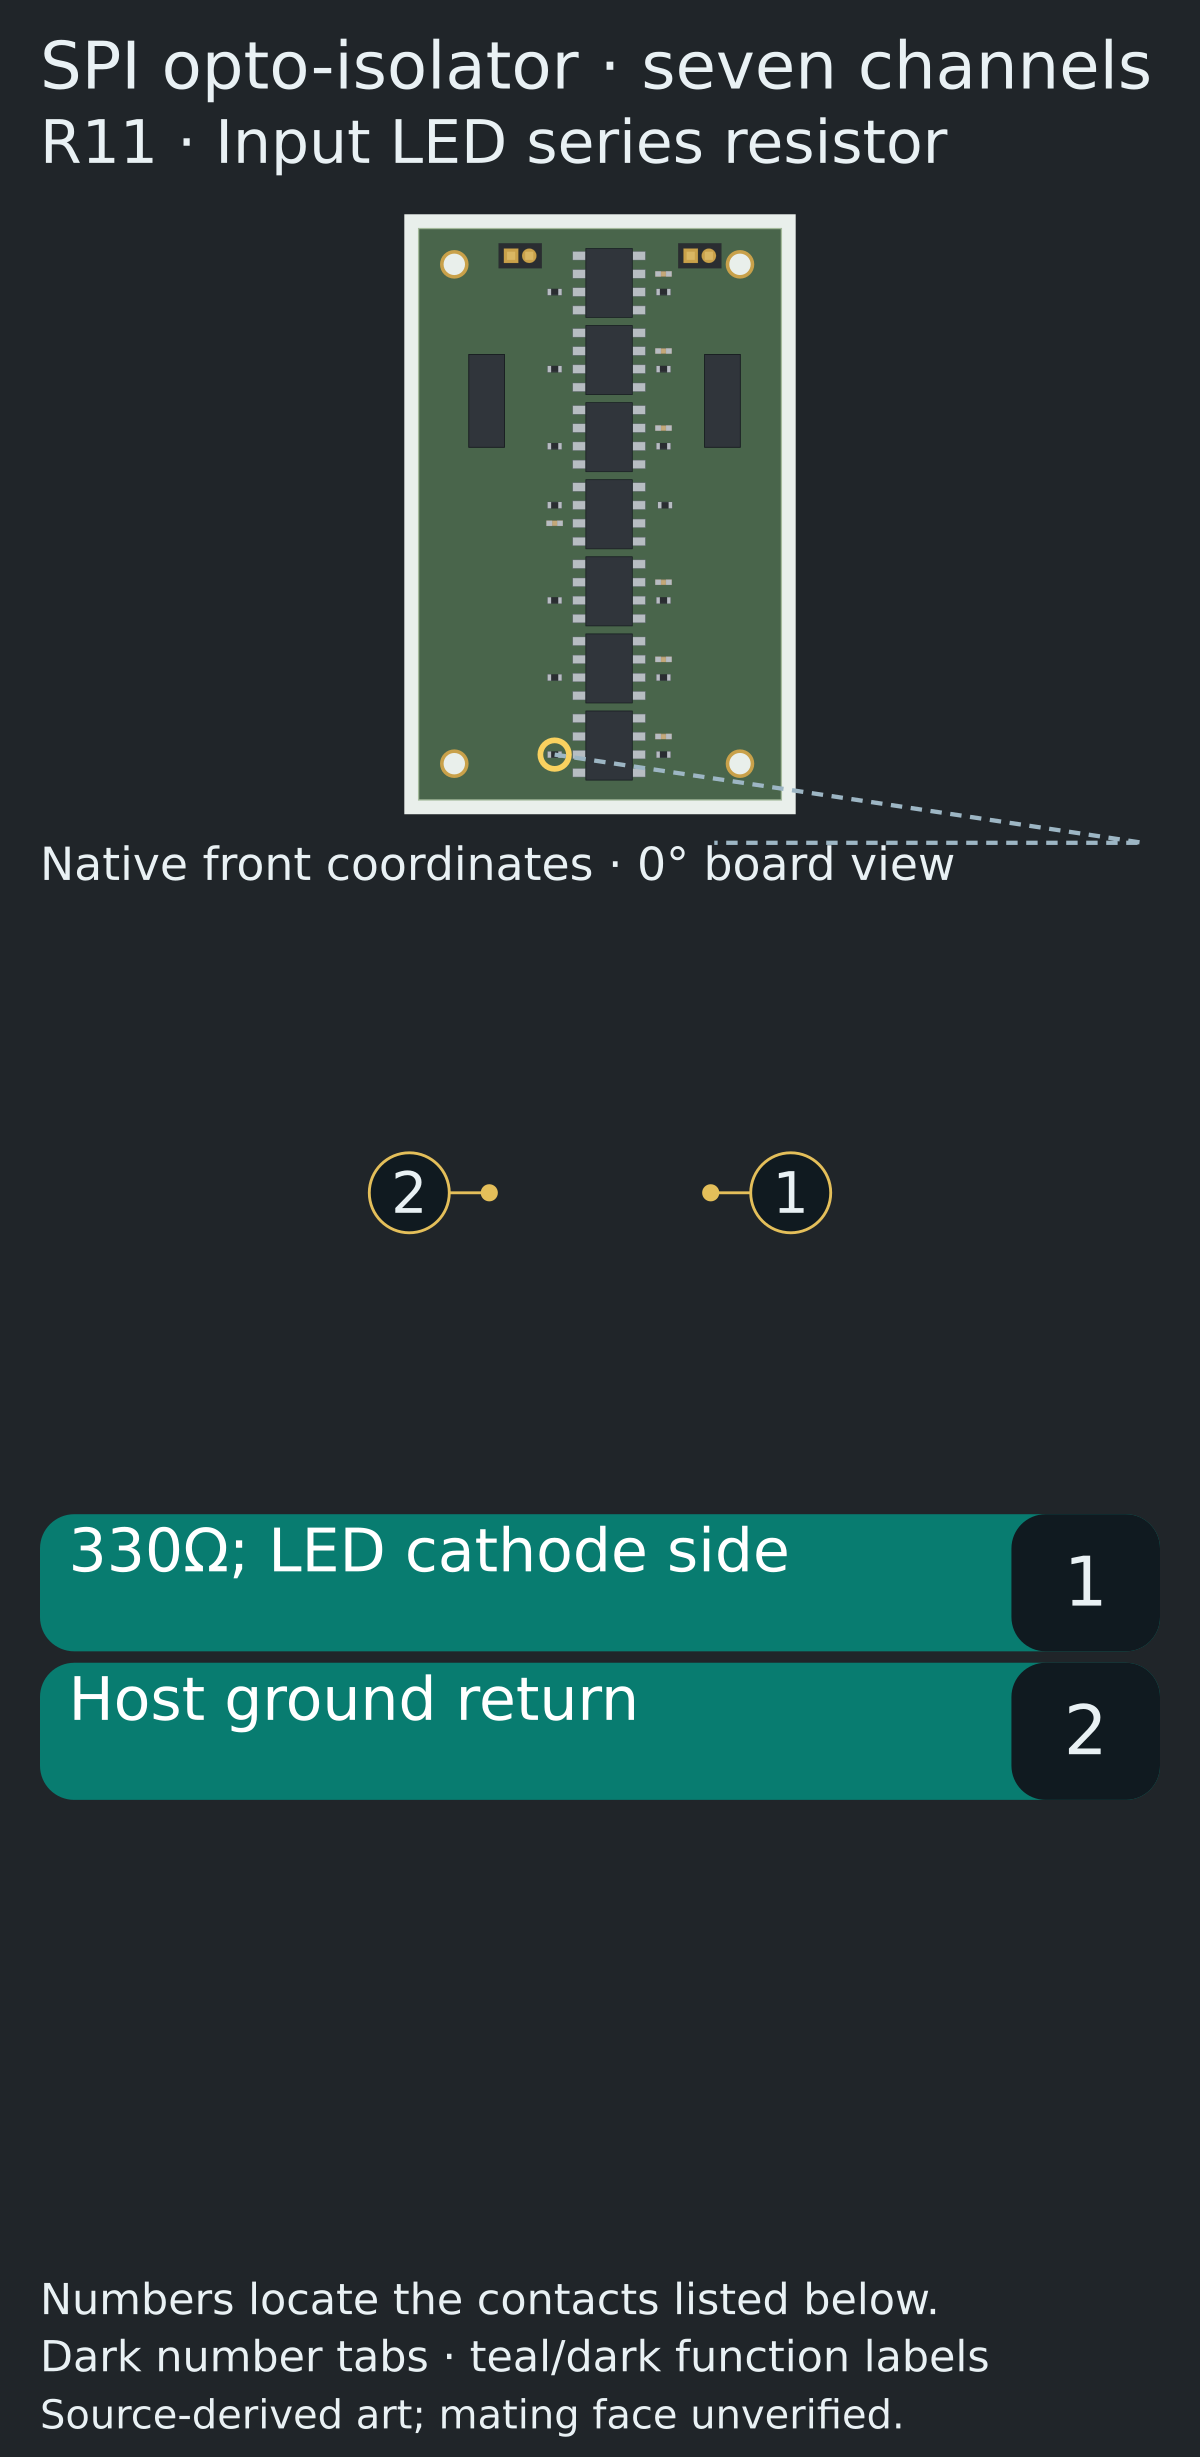 SPI opto-isolator · seven channels
R11 · Input LED series resistor
Native front coordinates · 0° board view
2 1
330Ω; LED cathode side 1
Host ground return 2
Numbers locate the contacts listed below.
Dark number tabs · teal/dark function labels
Source-derived art; mating face unverified.